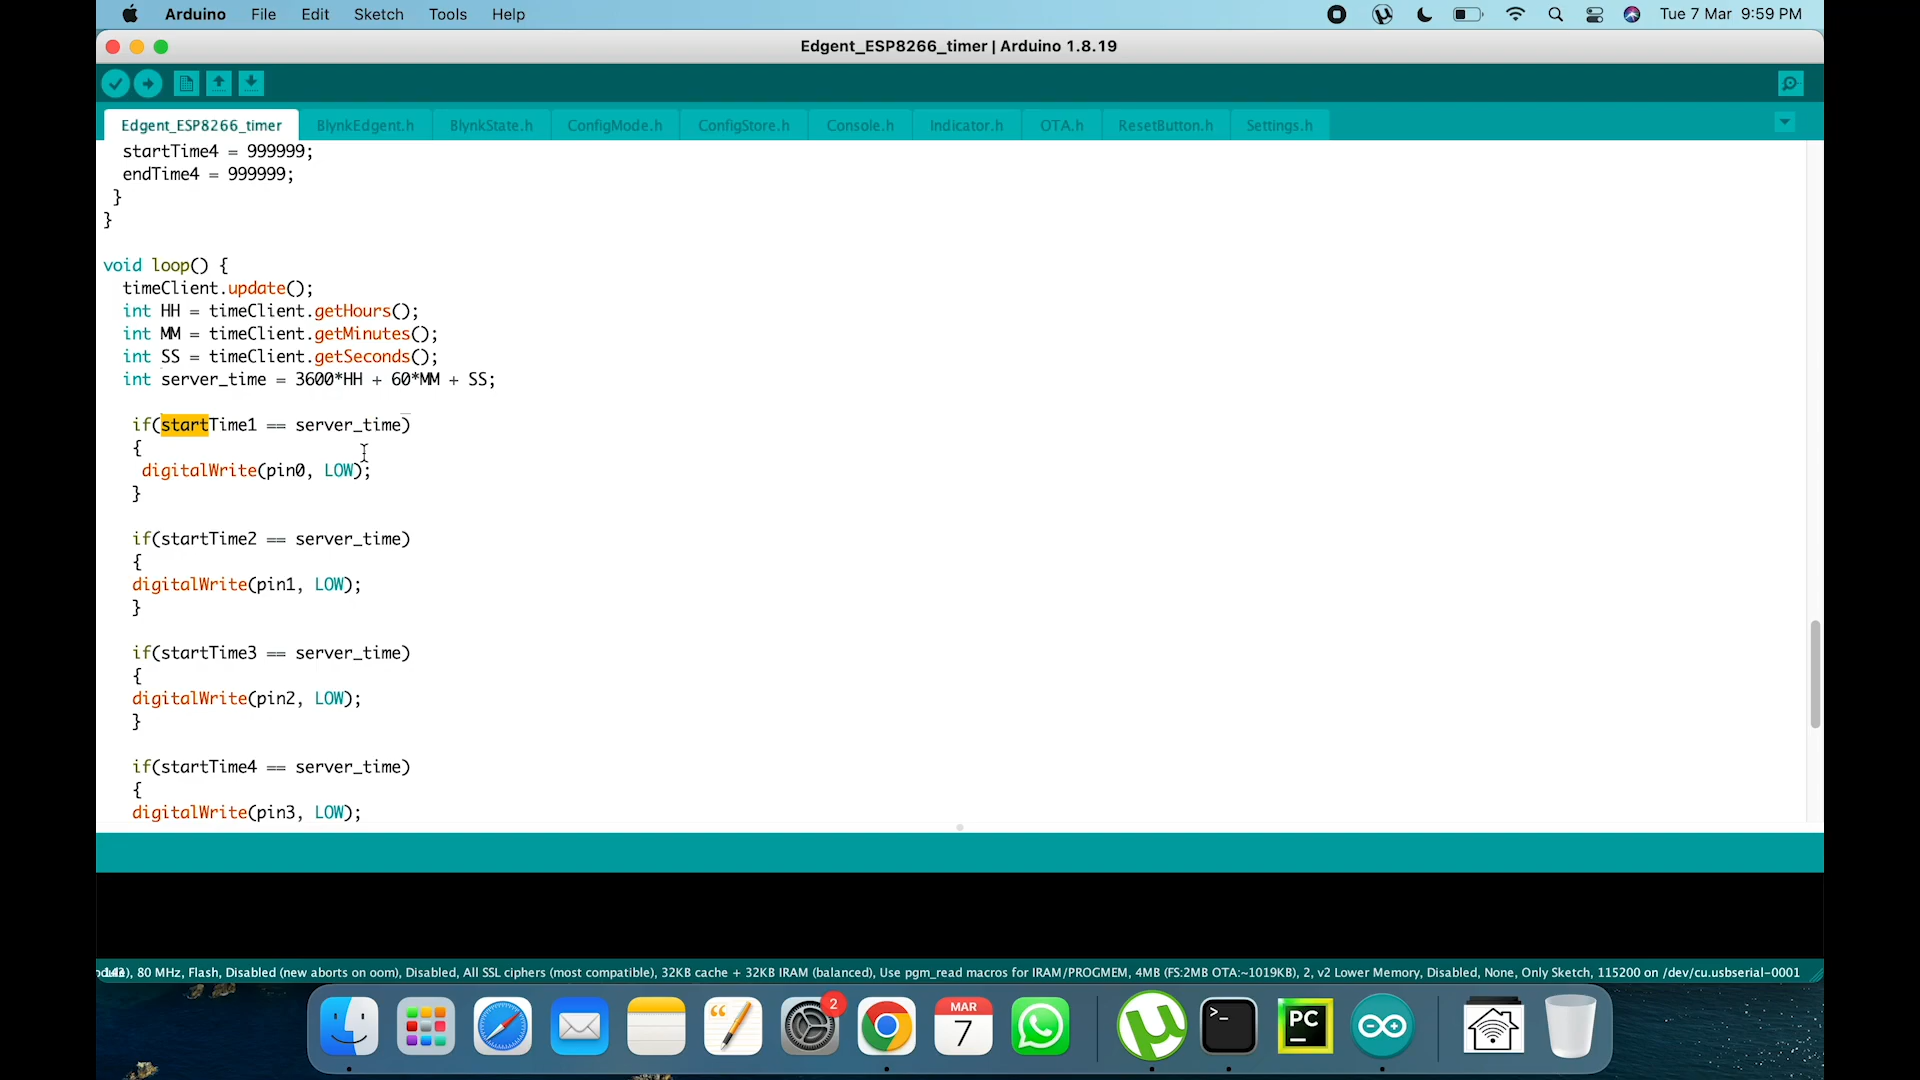 Arduino File Edit Sketch Tools Help Tue 7 Mar 9:59 PM
Edgent_ESP8266_timer | Arduino 1.8.19
Edgent_ESP8266_timer BlynkEdgent.h BlynkState.h ConfigMode.h ConfigStore.h Console.h Indicator.h OTA.h ResetButton.h Settings.h
startTime4 = 999999;
endTime4 = 999999;
}
}
void loop() {
timeClient.update();
int HH = timeClient.getHours();
int MM = timeClient.getMinutes();
int SS = timeClient.getSeconds();
int server_time = 3600*HH + 60*MM + SS;
if(startTime1 == server_time)
{
digitalWrite(pin0, LOW);
}
if(startTime2 == server_time)
{
digitalWrite(pin1, LOW);
}
if(startTime3 == server_time)
{
digitalWrite(pin2, LOW);
}
if(startTime4 == server_time)
{
digitalWrite(pin3, LOW);
80 MHz, Flash, Disabled (new aborts on oom), Disabled, All SSL ciphers (most compatible), 32KB cache + 32KB IRAM (balanced), Use pgm_read macros for IRAM/PROGMEM, 4MB (FS:2MB OTA:~1019KB), 2, v2 Lower Memory, Disabled, None, Only Sketch, 115200 on /dev/cu.usbserial-0001
2
MAR
7
>_
PC